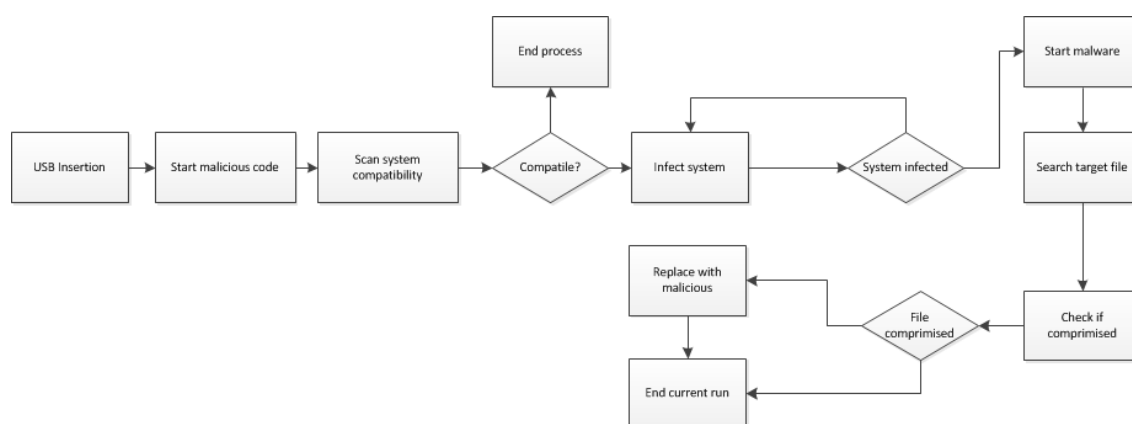 End process
Start malware
USB Insertion
Start malicious code
Scan system
compatibility
Compatile?
Infect system
System infected
Search target file
Replace with
malicious
File
comprimised
Check if
comprimised
End current run